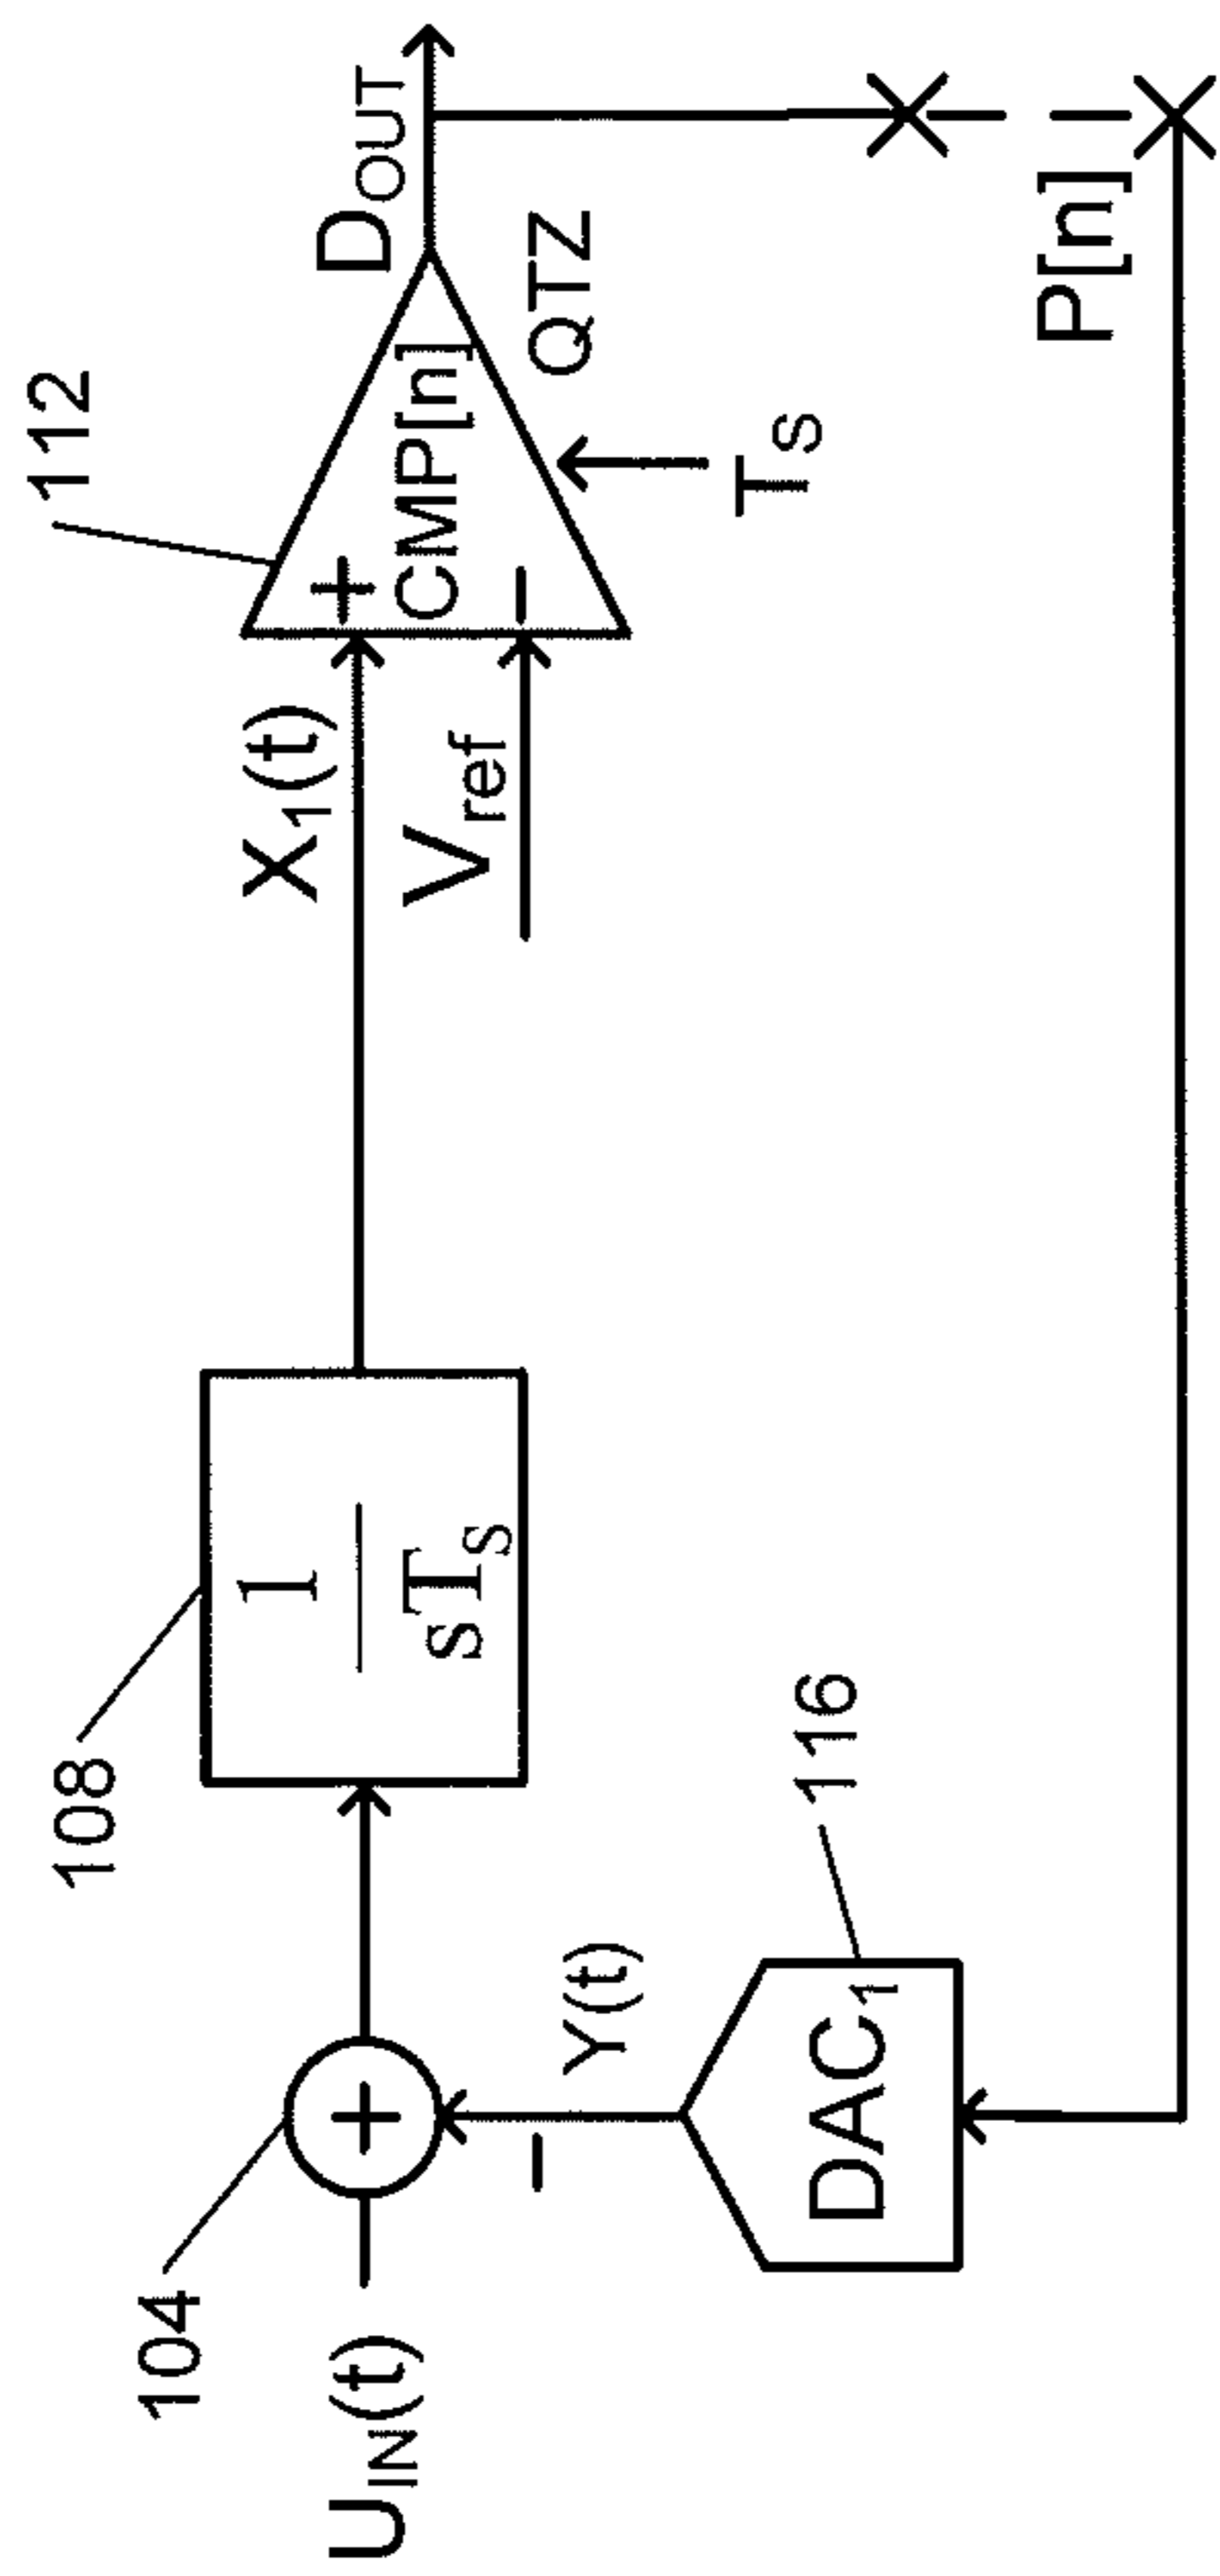 104
108
112
U_IN(t)
+
1
sT_S
X_1(t)
V_ref
+
CMP[n]
−
QTZ
T_S
D_OUT
−
Y(t)
DAC_1
116
P[n]